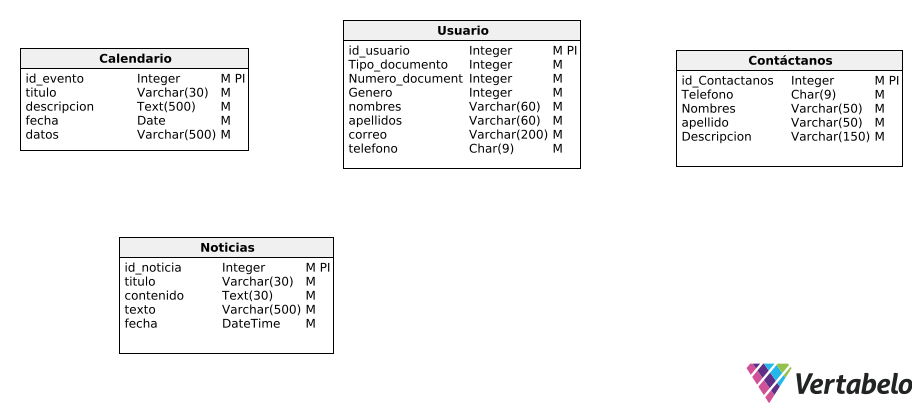 Calendario
id_evento Integer M PI
titulo Varchar(30) M
descripcion Text(500) M
fecha Date M
datos Varchar(500) M
Usuario
id_usuario Integer M PI
Tipo_documento Integer M
Numero_document Integer M
Genero Integer M
nombres Varchar(60) M
apellidos Varchar(60) M
correo Varchar(200) M
telefono Char(9) M
Contáctanos
id_Contactanos Integer M PI
Telefono Char(9) M
Nombres Varchar(50) M
apellido Varchar(50) M
Descripcion Varchar(150) M
Noticias
id_noticia Integer M PI
titulo Varchar(30) M
contenido Text(30) M
texto Varchar(500) M
fecha DateTime M
Vertabelo